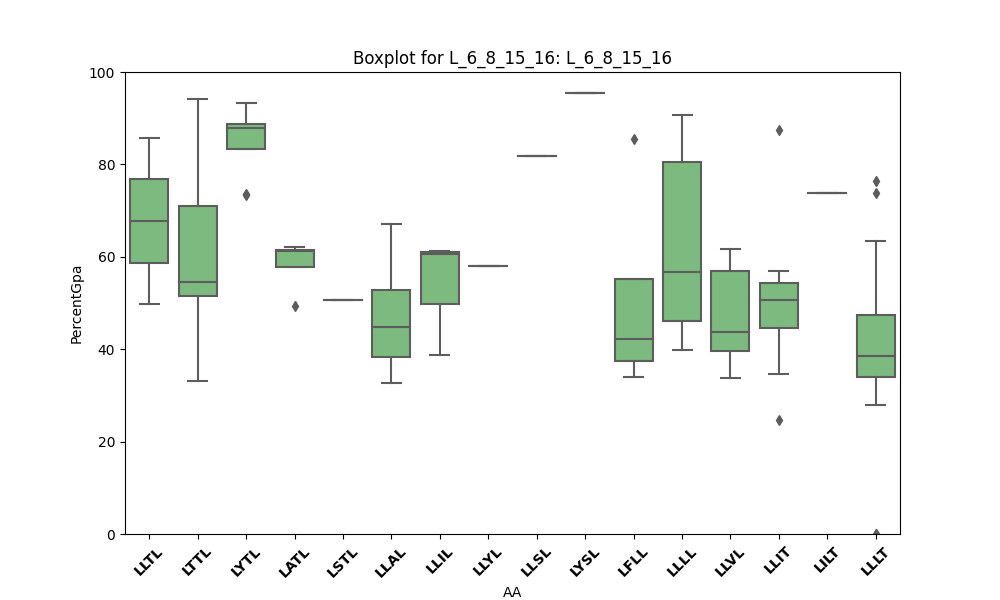 Boxplot for L_6_8_15_16: L_6_8_15_16
100
80
60
40
20
0
PercentGpa
LLTL LTTL LYTL LATL LSTL LLAL LLIL LLYL LLSL LYSL LFLL LLLL LLVL LLIT LILT LLLT
AA